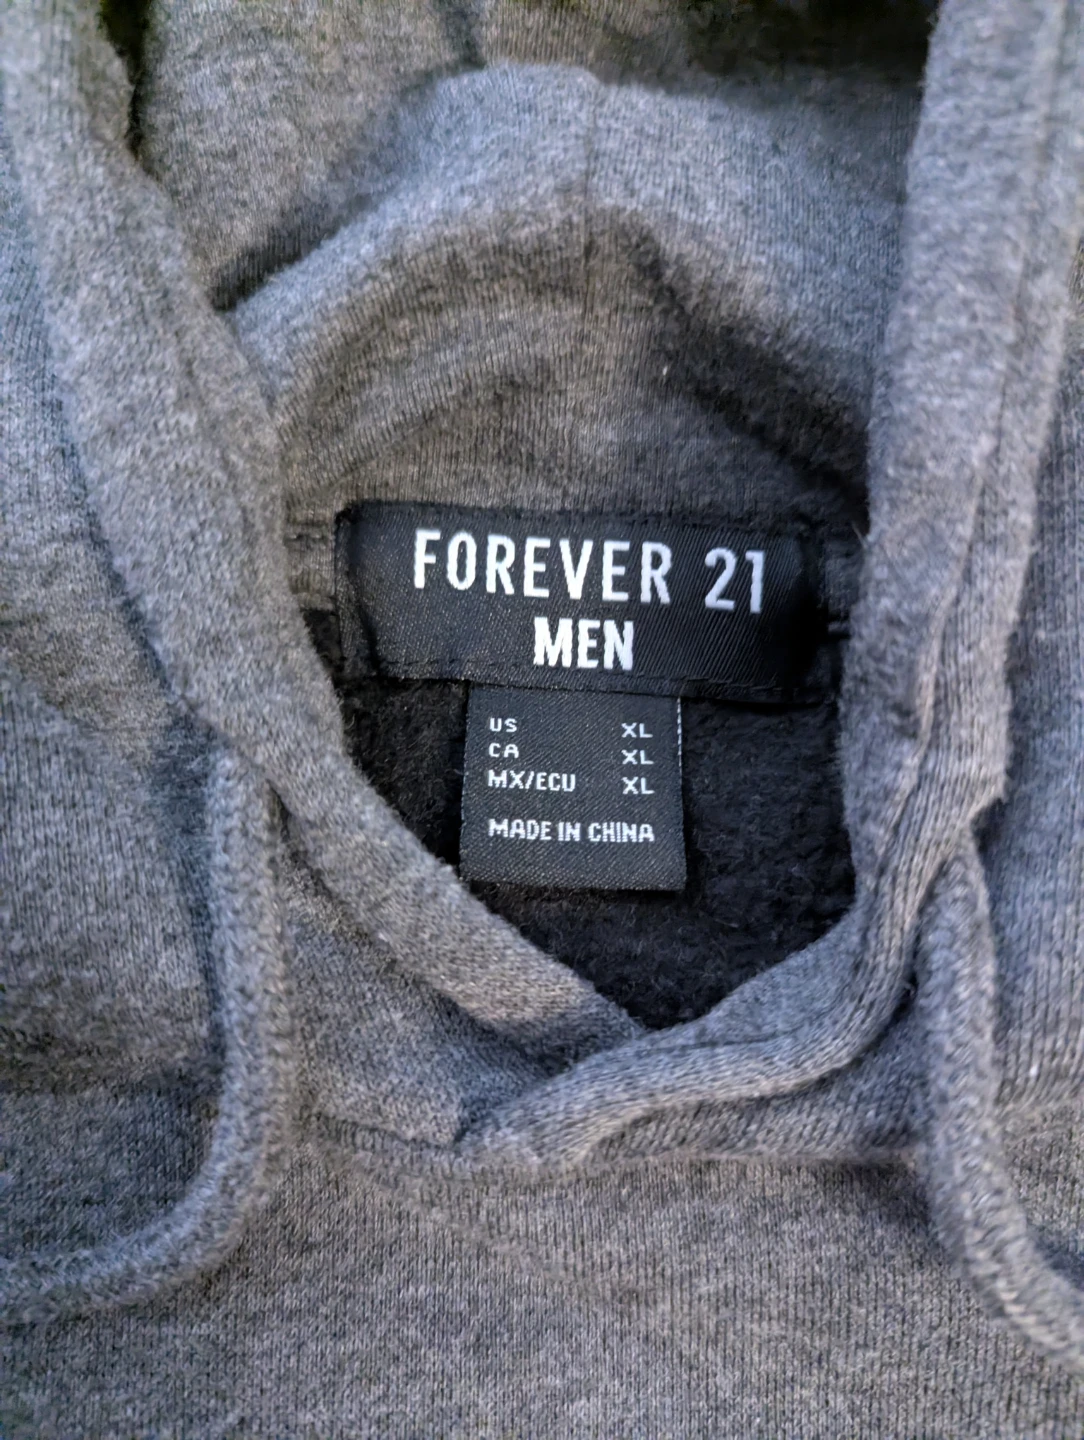 FOREVER 21
MEN
US XL
CA XL
MX/ECU XL
MADE IN CHINA